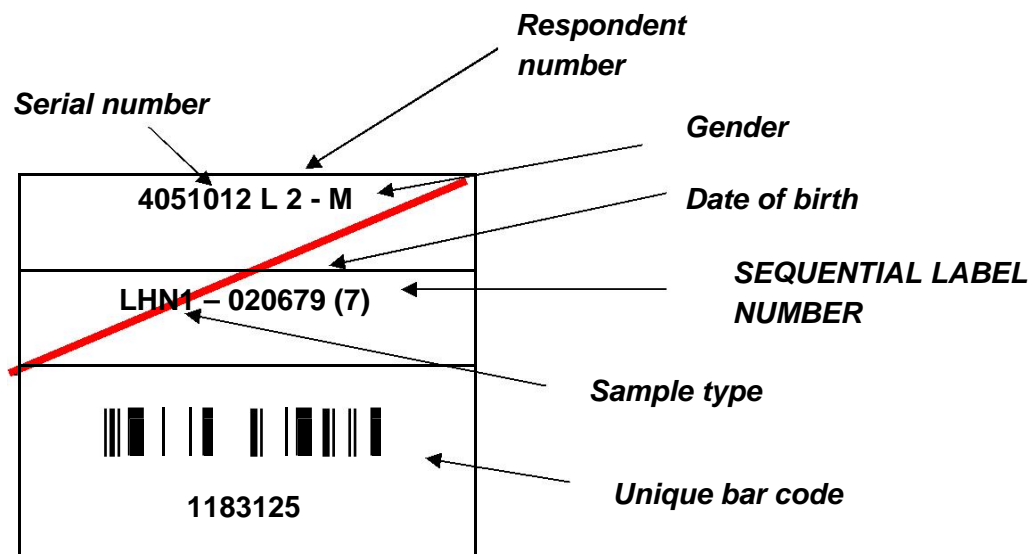 Respondent
number
Serial number
Gender
4051012 L 2 - M
Date of birth
SEQUENTIAL LABEL
NUMBER
LHN1 – 020679 (7)
Sample type
Unique bar code
1183125